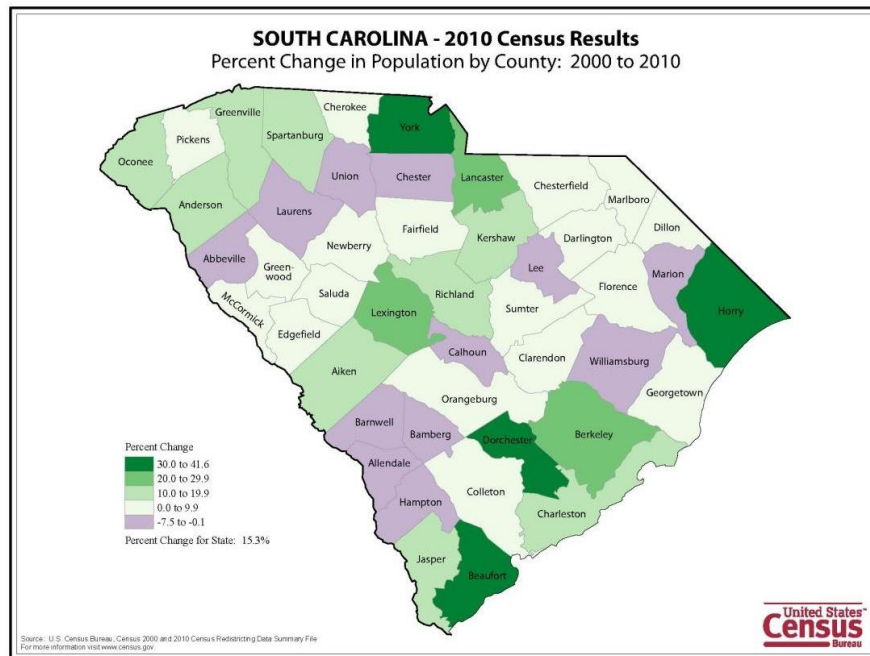 SOUTH CAROLINA - 2010 Census Results
Percent Change in Population by County: 2000 to 2010
Cherokee
York
Greenville
Spartanburg
Pickens
Oconee
Union
Chester
Lancaster
Chesterfield
Marlboro
Anderson
Laurens
Dillon
Fairfield
Kershaw
Darlington
Newberry
Abbeville
Green-
wood
Lee
Marion
Saluda
Richland
Florence
McCormick
Lexington
Sumter
Horry
Edgefield
Calhoun
Clarendon
Williamsburg
Aiken
Georgetown
Orangeburg
Barnwell
Bamberg
Dorchester
Berkeley
Allendale
Colleton
Hampton
Charleston
Jasper
Beaufort
Percent Change
30.0 to 41.6
20.0 to 29.9
10.0 to 19.9
0.0 to 9.9
-7.5 to -0.1
Percent Change for State: 15.3%
Source: U.S. Census Bureau, Census 2000 and 2010 Census Redistricting Data Summary File
For more information visit www.census.gov.
United States™
Census
Bureau